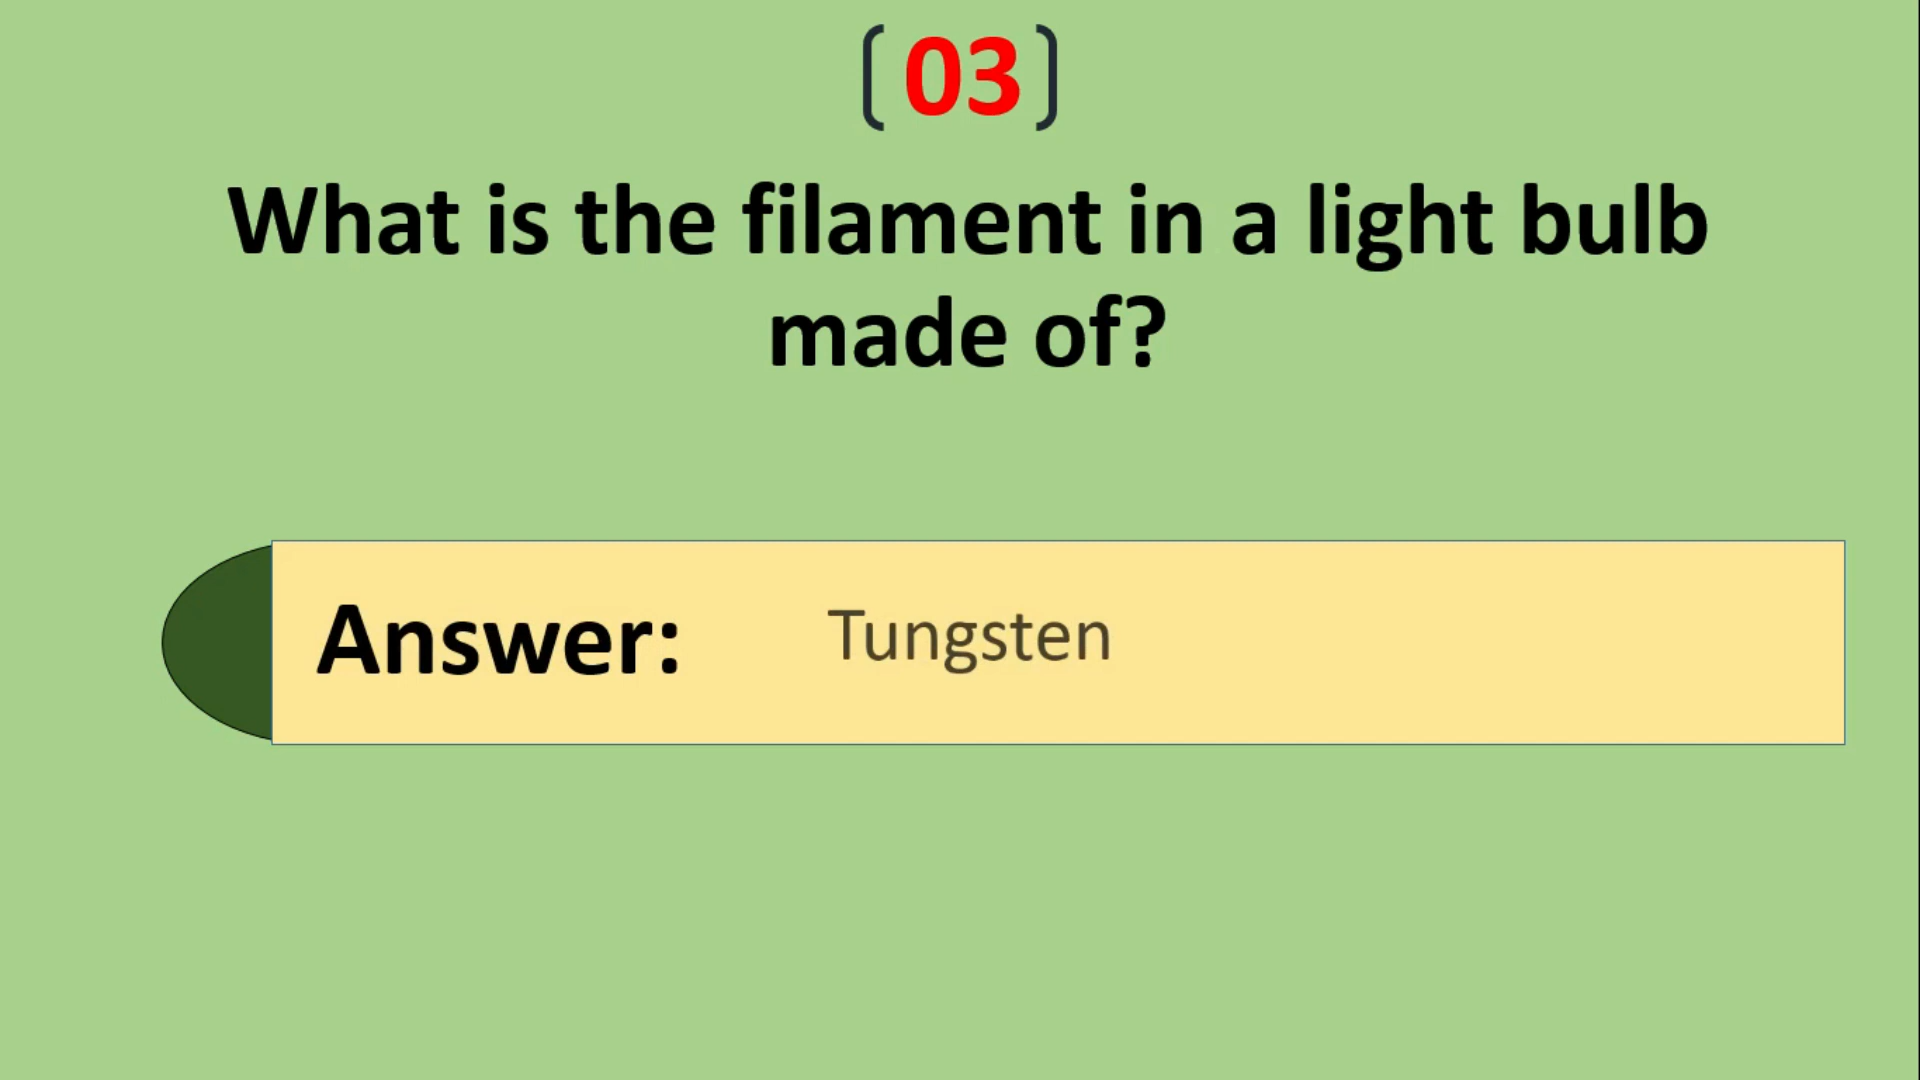 [03]
What is the filament in a light bulb
made of?
Answer: Tungsten